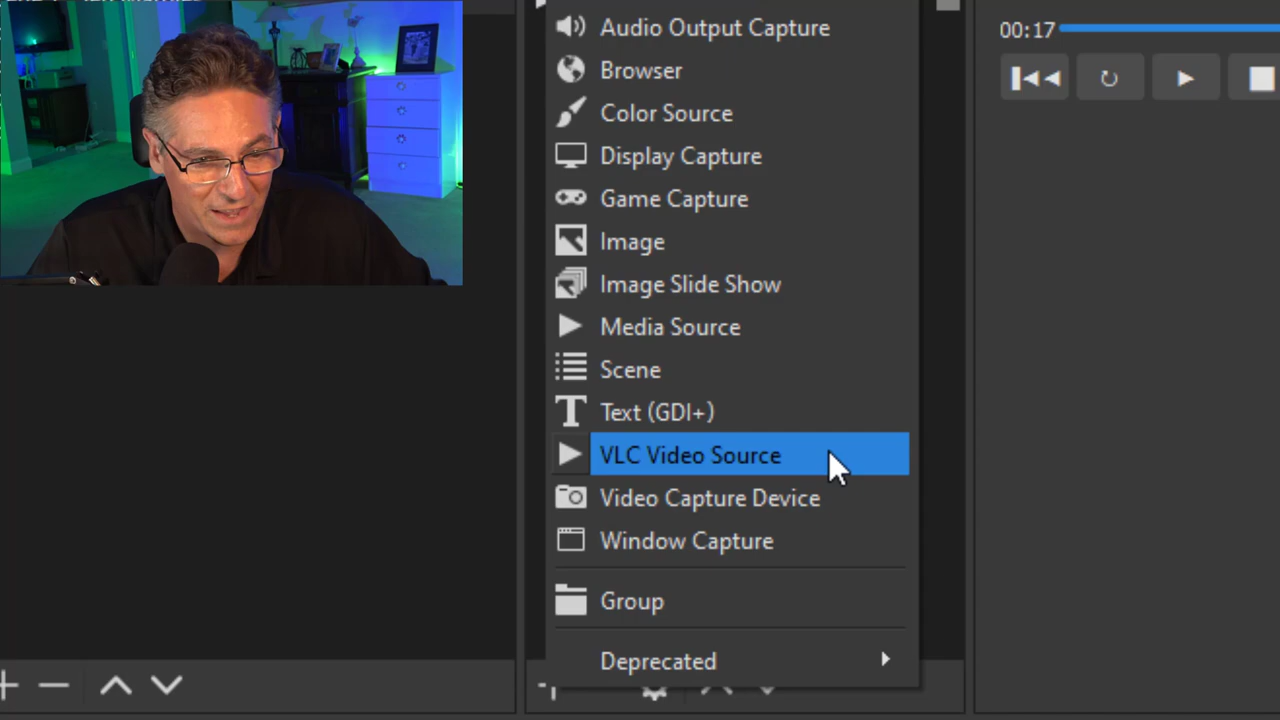 Audio Output Capture
00:17
Browser
Color Source
Display Capture
Game Capture
Image
Image Slide Show
Media Source
Scene
Text (GDI+)
VLC Video Source
Video Capture Device
Window Capture
Group
Deprecated